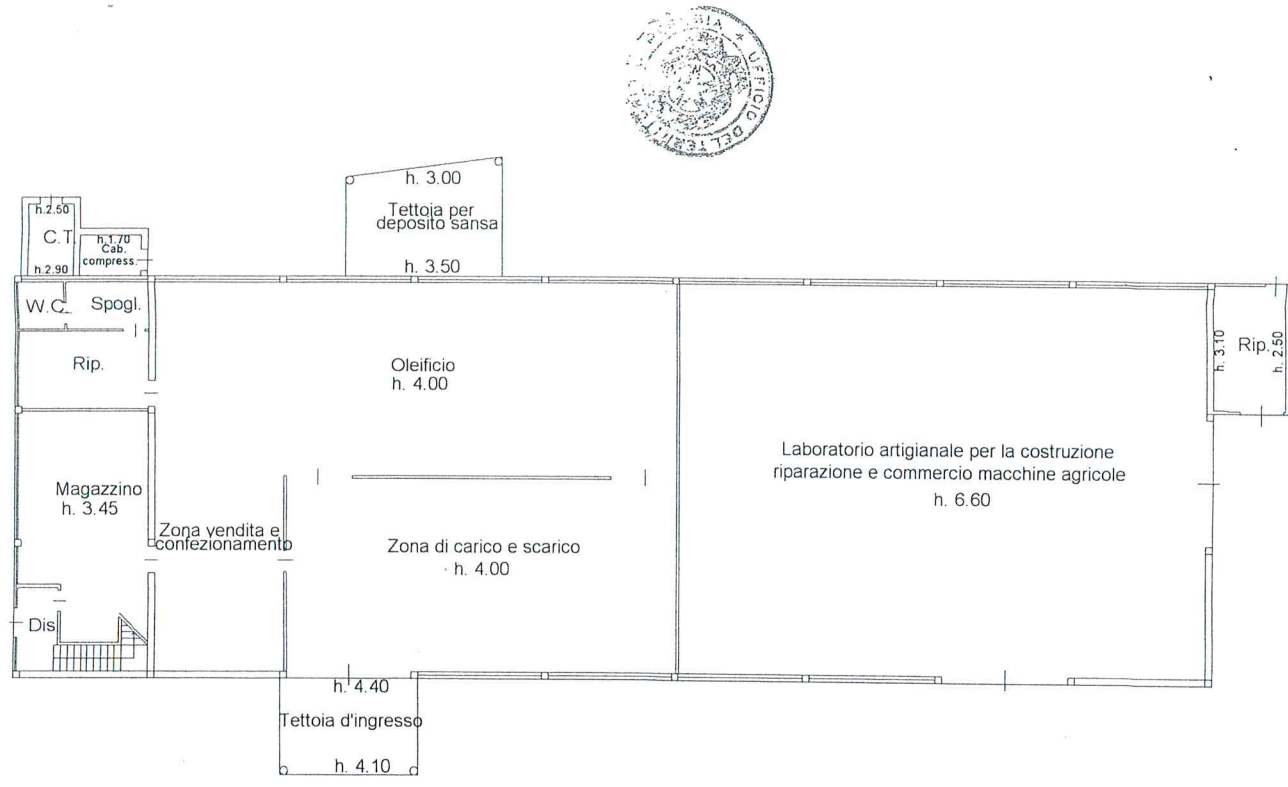 UFFICIO DEL
h. 3.00
Tettoia per
deposito sansa
h. 3.50
h.2.50
C.T.
h.2.90
h.1.70
Cab.
compress.
W.C.
Spogl.
Rip.
Oleificio
h. 4.00
h. 3.10
Rip.
h. 2.50
Laboratorio artigianale per la costruzione
riparazione e commercio macchine agricole
h. 6.60
Magazzino
h. 3.45
Zona vendita e
confezionamento
Zona di carico e scarico
h. 4.00
Dis
h. 4.40
Tettoia d'ingresso
h. 4.10